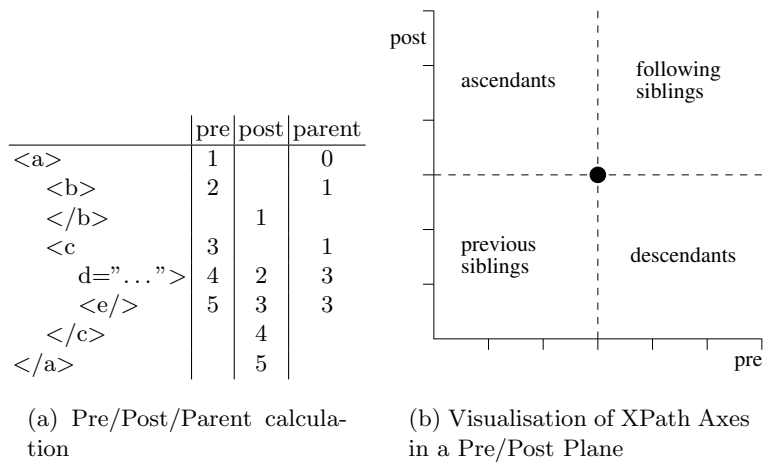 pre post parent
<a> 1 0
<b> 2 1
</b> 1
<c 3 1
d="..."> 4 2 3
<e/> 5 3 3
</c> 4
</a> 5
(a) Pre/Post/Parent calcula-
tion
post
ascendants
following
siblings
previous
siblings
descendants
pre
(b) Visualisation of XPath Axes
in a Pre/Post Plane